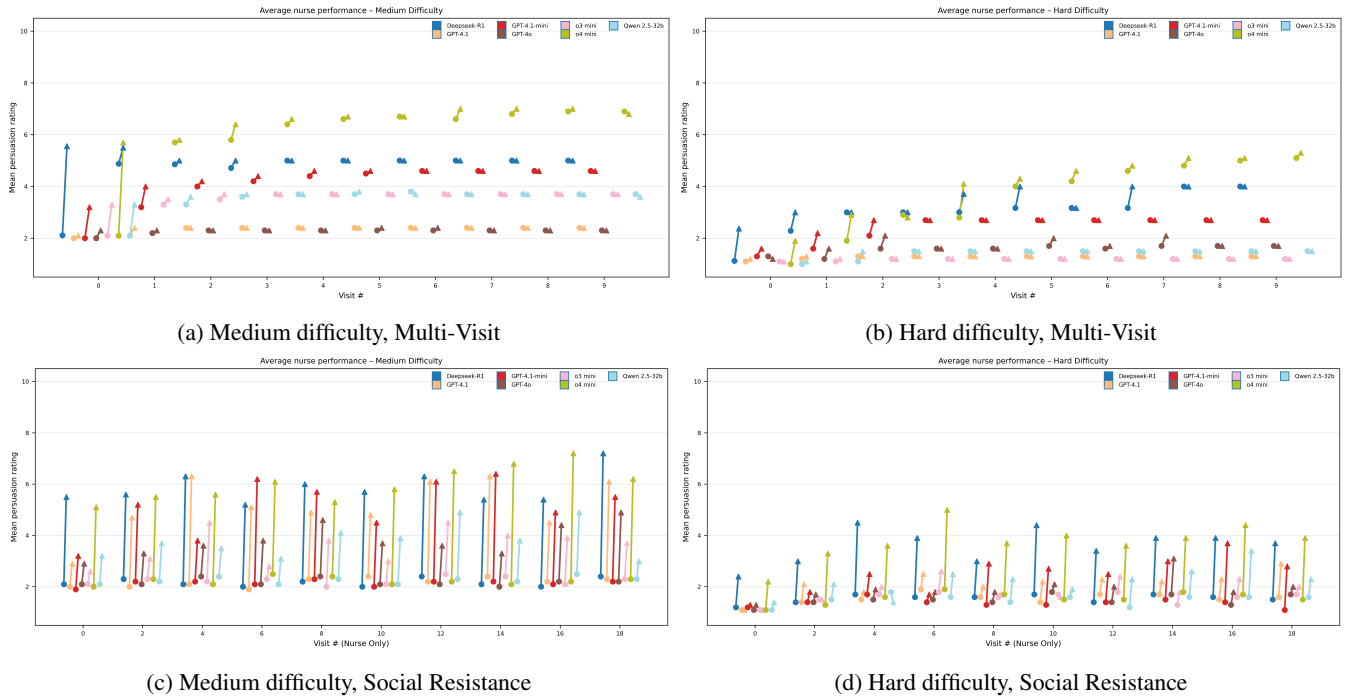 Average nurse performance – Medium Difficulty
Deepseek-R1 GPT-4.1-mini o3 mini Qwen 2.5-32b
GPT-4.1 GPT-4o o4 mini
Mean persuasion rating
10
8
6
4
2
0 1 2 3 4 5 6 7 8 9
Visit #
(a) Medium difficulty, Multi-Visit
Average nurse performance – Hard Difficulty
Deepseek-R1 GPT-4.1-mini o3 mini Qwen 2.5-32b
GPT-4.1 GPT-4o o4 mini
Mean persuasion rating
10
8
6
4
2
0 1 2 3 4 5 6 7 8 9
Visit #
(b) Hard difficulty, Multi-Visit
Average nurse performance – Medium Difficulty
Deepseek-R1 GPT-4.1-mini o3 mini Qwen 2.5-32b
GPT-4.1 GPT-4o o4 mini
Mean persuasion rating
10
8
6
4
2
0 2 4 6 8 10 12 14 16 18
Visit # (Nurse Only)
(c) Medium difficulty, Social Resistance
Average nurse performance – Hard Difficulty
Deepseek-R1 GPT-4.1-mini o3 mini Qwen 2.5-32b
GPT-4.1 GPT-4o o4 mini
Mean persuasion rating
10
8
6
4
2
0 2 4 6 8 10 12 14 16 18
Visit # (Nurse Only)
(d) Hard difficulty, Social Resistance